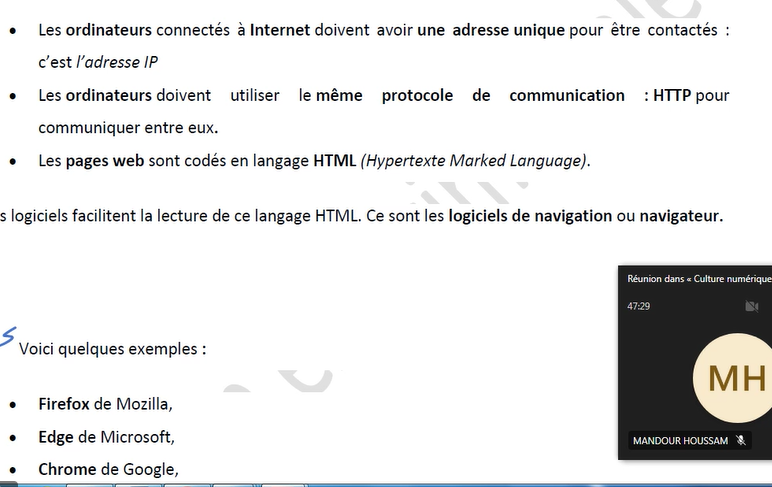 • Les ordinateurs connectés à Internet doivent avoir une adresse unique pour être contactés :
c'est l'adresse IP
• Les ordinateurs doivent utiliser le même protocole de communication : HTTP pour
communiquer entre eux.
• Les pages web sont codés en langage HTML (Hypertexte Marked Language).
s logiciels facilitent la lecture de ce langage HTML. Ce sont les logiciels de navigation ou navigateur.
Réunion dans « Culture numérique
47:29
MH
MANDOUR HOUSSAM
Voici quelques exemples :
• Firefox de Mozilla,
• Edge de Microsoft,
• Chrome de Google,